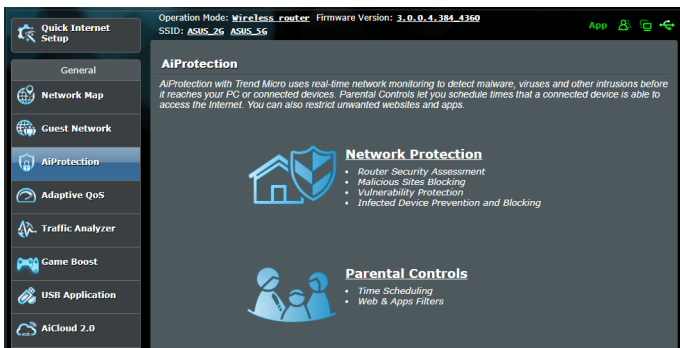 Quick Internet
Setup
Operation Mode: Wireless router Firmware Version: 3.0.0.4.384_4360
SSID: ASUS_2G ASUS_5G
App
General
Network Map
Guest Network
AiProtection
Adaptive QoS
Traffic Analyzer
Game Boost
USB Application
AiCloud 2.0
AiProtection
AiProtection with Trend Micro uses real-time network monitoring to detect malware, viruses and other intrusions before
it reaches your PC or connected devices. Parental Controls let you schedule times that a connected device is able to
access the Internet. You can also restrict unwanted websites and apps.
Network Protection
• Router Security Assessment
• Malicious Sites Blocking
• Vulnerability Protection
• Infected Device Prevention and Blocking
Parental Controls
• Time Scheduling
• Web & Apps Filters